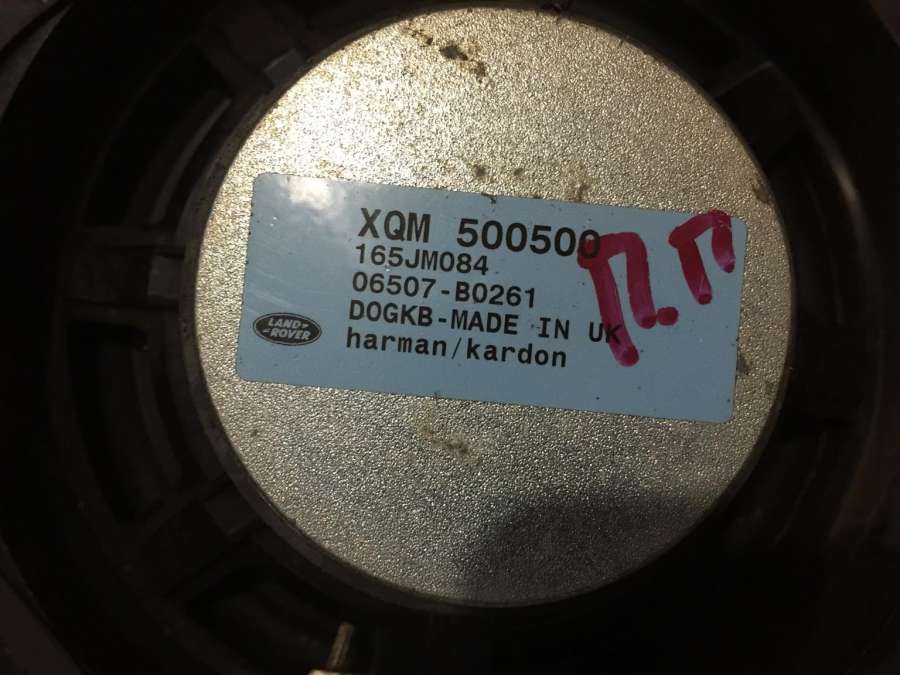 XQM 500500
165JM084
06507-B0261
DOGKB-MADE IN UK
harman/kardon
LAND-
-ROVER
П.П